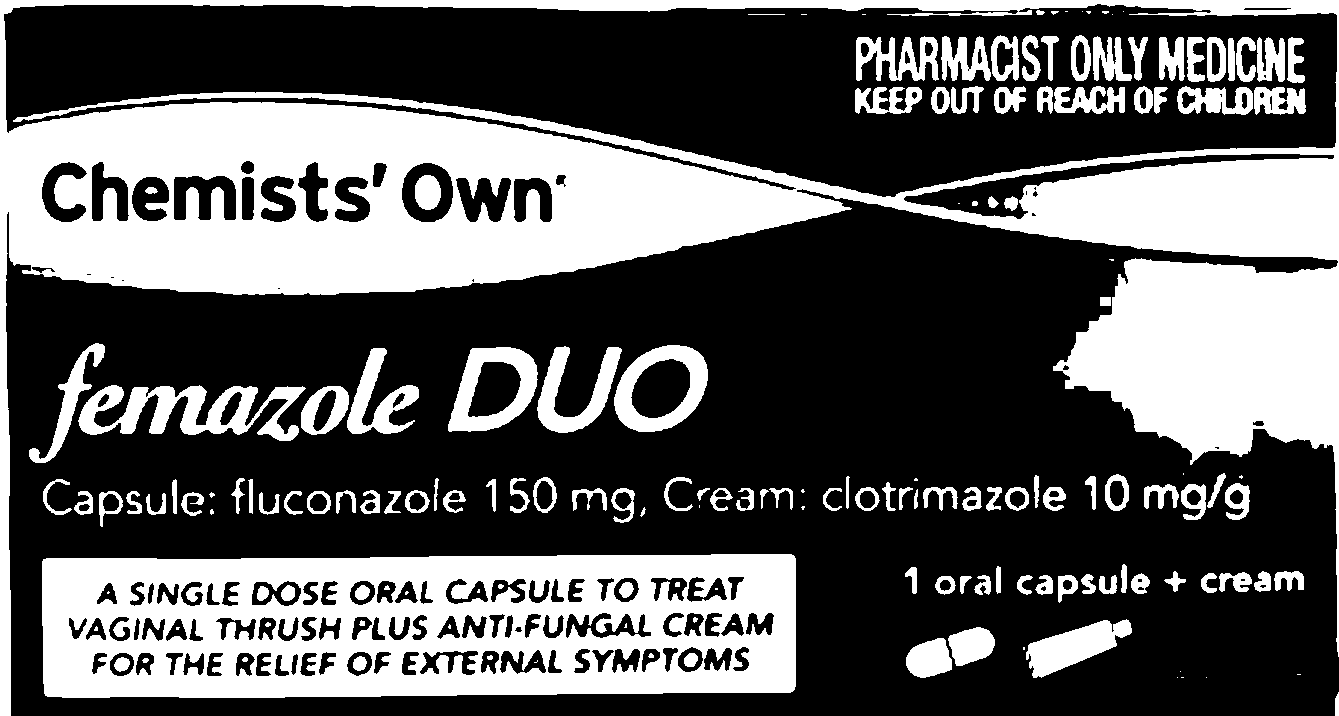 PHARMACIST ONLY MEDICINE
KEEP OUT OF REACH OF CHILDREN
Chemists' Own
femazole DUO
Capsule: fluconazole 150 mg, Cream: clotrimazole 10 mg/g
A SINGLE DOSE ORAL CAPSULE TO TREAT
VAGINAL THRUSH PLUS ANTI-FUNGAL CREAM
FOR THE RELIEF OF EXTERNAL SYMPTOMS
1 oral capsule + cream